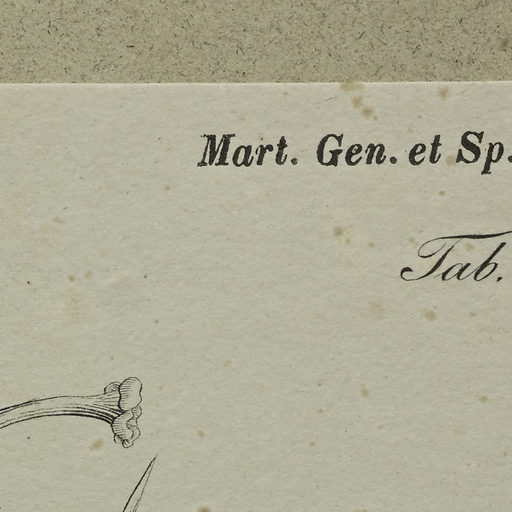 Mart. Gen. et Sp.
Tab.